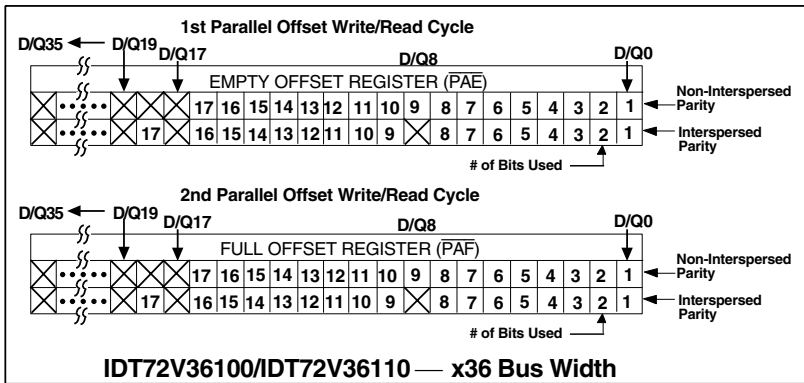 1st Parallel Offset Write/Read Cycle
D/Q35 D/Q19 D/Q17 D/Q8 D/Q0
EMPTY OFFSET REGISTER (PAE)
17 16 15 14 13 12 11 10 9 8 7 6 5 4 3 2 1 Non-Interspersed Parity
17 16 15 14 13 12 11 10 9 8 7 6 5 4 3 2 1 Interspersed Parity
# of Bits Used
2nd Parallel Offset Write/Read Cycle
D/Q35 D/Q19 D/Q17 D/Q8 D/Q0
FULL OFFSET REGISTER (PAF)
17 16 15 14 13 12 11 10 9 8 7 6 5 4 3 2 1 Non-Interspersed Parity
17 16 15 14 13 12 11 10 9 8 7 6 5 4 3 2 1 Interspersed Parity
# of Bits Used
IDT72V36100/IDT72V36110 — x36 Bus Width